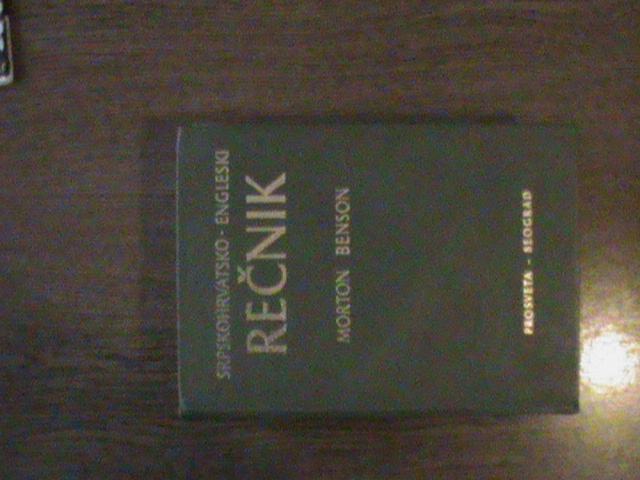 SRPSKOHRVATSKO - ENGLESKI
REČNIK
MORTON BENSON
PROSVETA - BEOGRAD